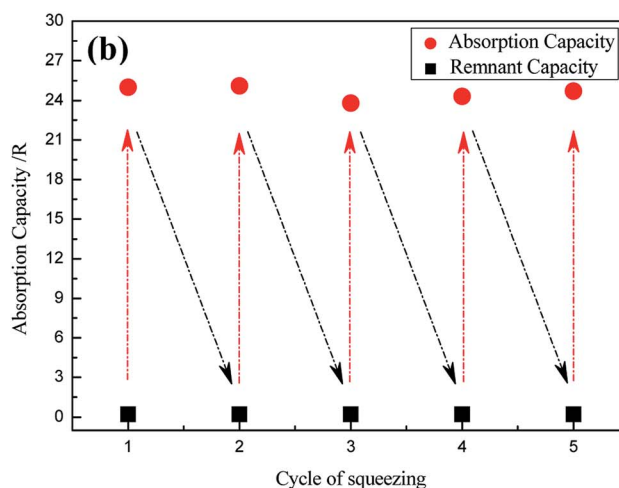 (b)
Absorption Capacity
Remnant Capacity
30
27
24
21
18
15
12
9
6
3
0
Absorption Capacity /R
1 2 3 4 5
Cycle of squeezing